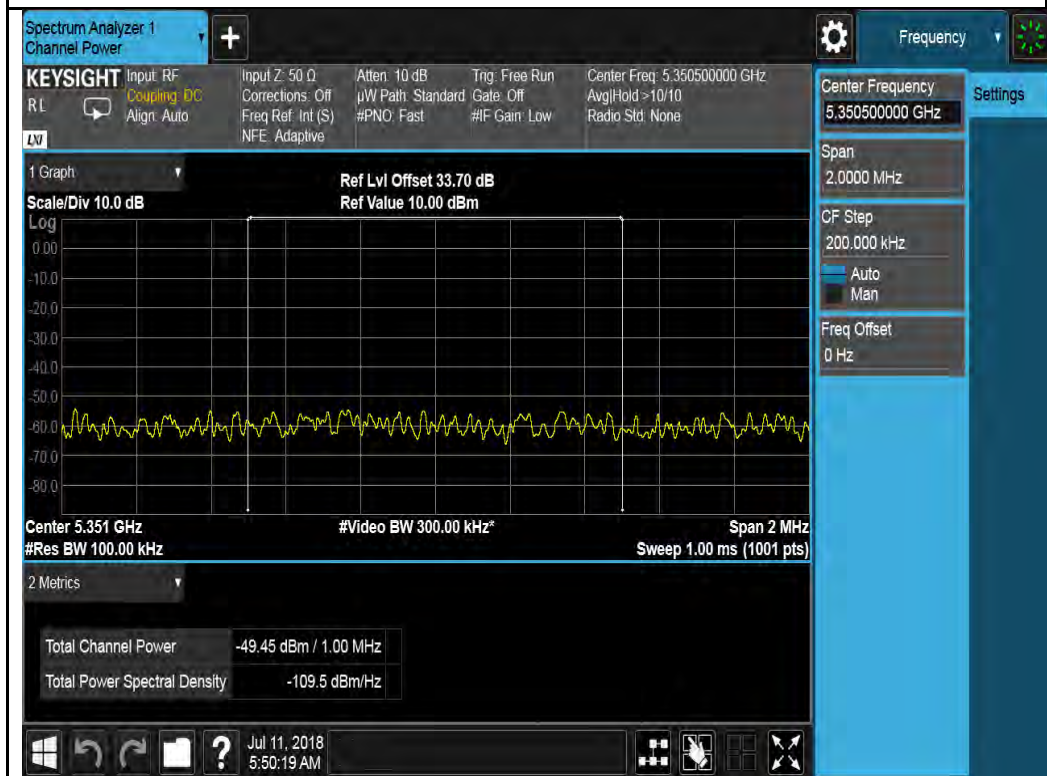 Spectrum Analyzer 1
Channel Power
+
Frequency
KEYSIGHT
RL
LXI
Input: RF
Coupling: DC
Align: Auto
Input Z: 50 Ω
Corrections: Off
Freq Ref: Int (S)
NFE: Adaptive
Atten: 10 dB
µW Path: Standard
#PNO: Fast
Trig: Free Run
Gate: Off
#IF Gain: Low
Center Freq: 5.350500000 GHz
Avg|Hold >10/10
Radio Std: None
1 Graph
Scale/Div 10.0 dB
Ref Lvl Offset 33.70 dB
Ref Value 10.00 dBm
Log
0.00
-10.0
-20.0
-30.0
-40.0
-50.0
-60.0
-70.0
-80.0
Center 5.351 GHz
#Res BW 100.00 kHz
#Video BW 300.00 kHz*
Span 2 MHz
Sweep 1.00 ms (1001 pts)
2 Metrics
Total Channel Power -49.45 dBm / 1.00 MHz
Total Power Spectral Density -109.5 dBm/Hz
?
Jul 11, 2018
5:50:19 AM
Center Frequency
5.350500000 GHz
Settings
Span
2.0000 MHz
CF Step
200.000 kHz
Auto
Man
Freq Offset
0 Hz